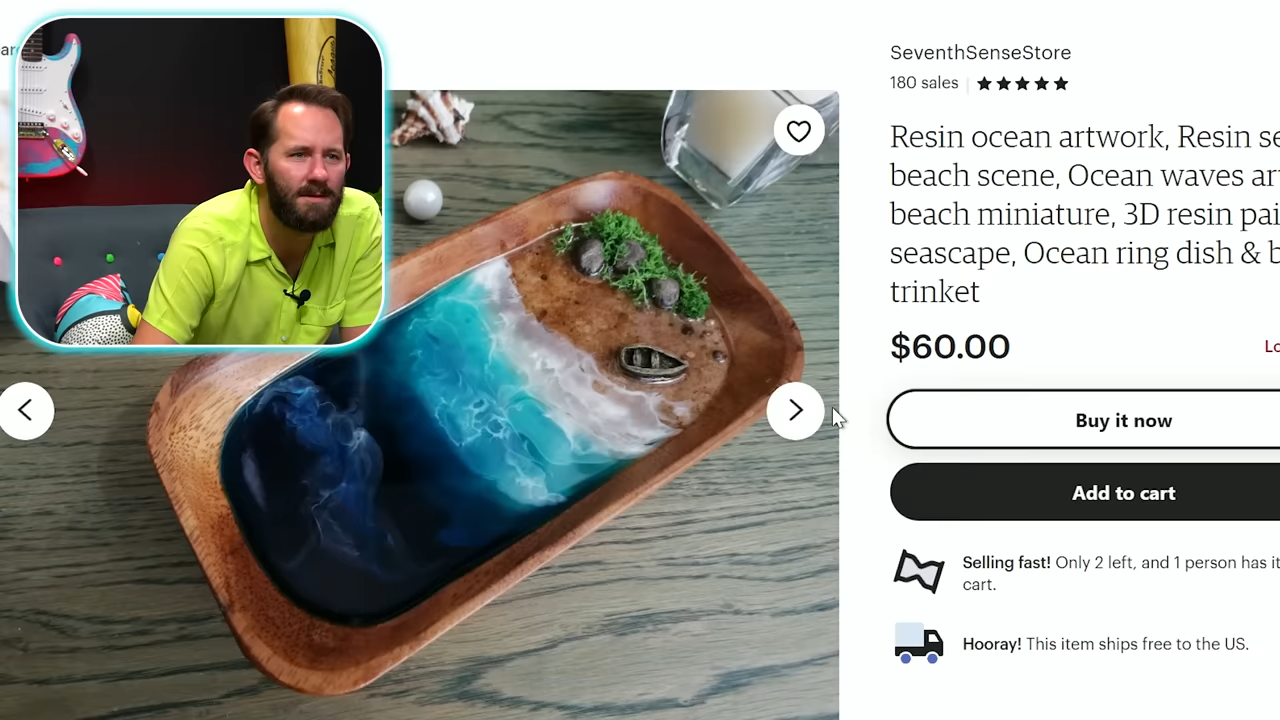 SeventhSenseStore
180 sales
Resin ocean artwork, Resin se
beach scene, Ocean waves ar
beach miniature, 3D resin pai
seascape, Ocean ring dish & b
trinket
$60.00
Lo
Buy it now
Add to cart
Selling fast! Only 2 left, and 1 person has it
cart.
Hooray! This item ships free to the US.